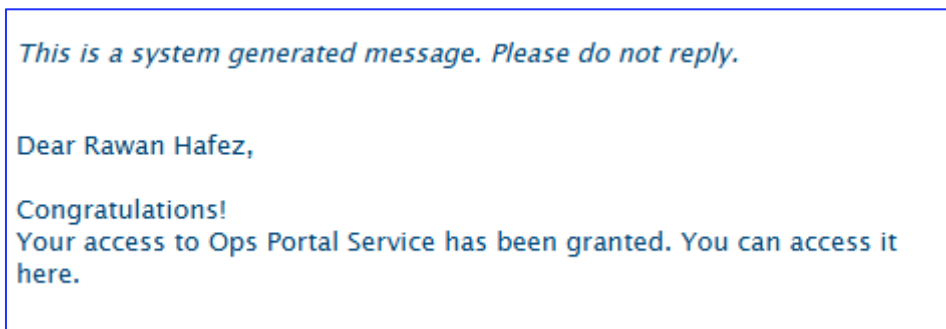 This is a system generated message. Please do not reply.
Dear Rawan Hafez,
Congratulations!
Your access to Ops Portal Service has been granted. You can access it
here.